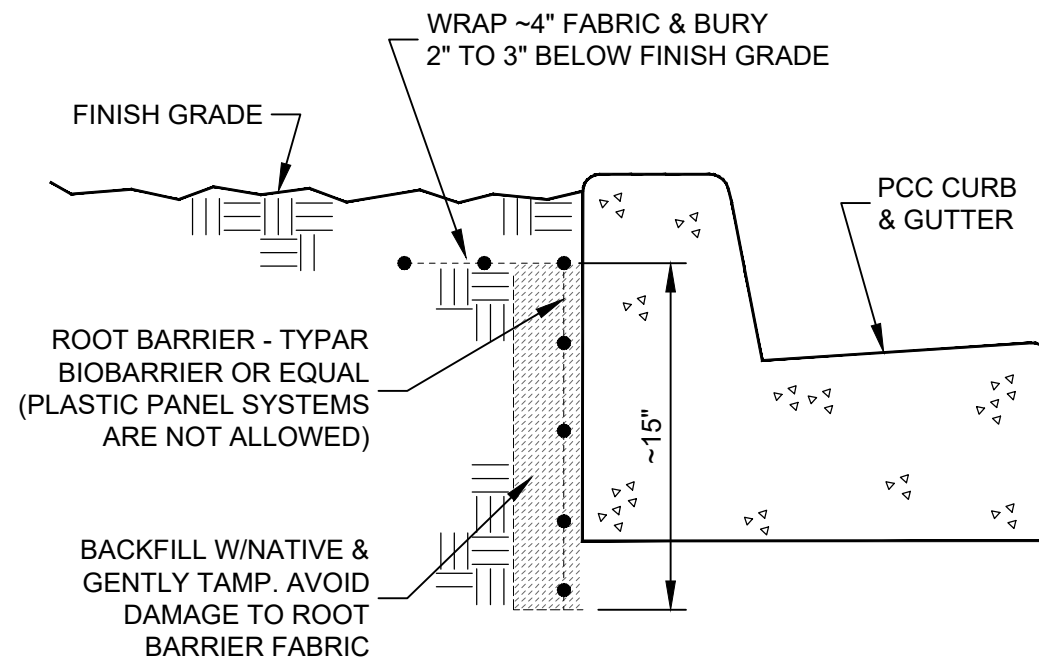 WRAP ~4" FABRIC & BURY
2" TO 3" BELOW FINISH GRADE
FINISH GRADE
PCC CURB
& GUTTER
ROOT BARRIER - TYPAR
BIOBARRIER OR EQUAL
(PLASTIC PANEL SYSTEMS
ARE NOT ALLOWED)
~15"
BACKFILL W/NATIVE &
GENTLY TAMP. AVOID
DAMAGE TO ROOT
BARRIER FABRIC